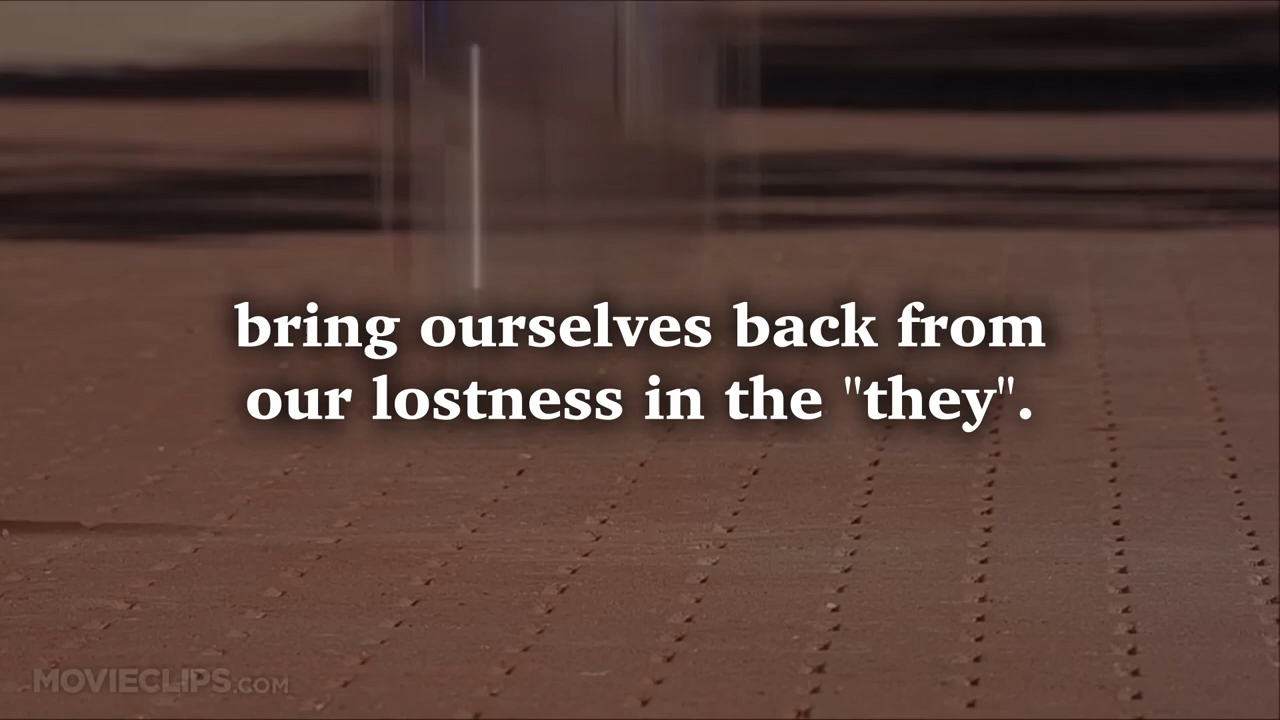 bring ourselves back from
our lostness in the "they".
MOVIECLIPS.COM